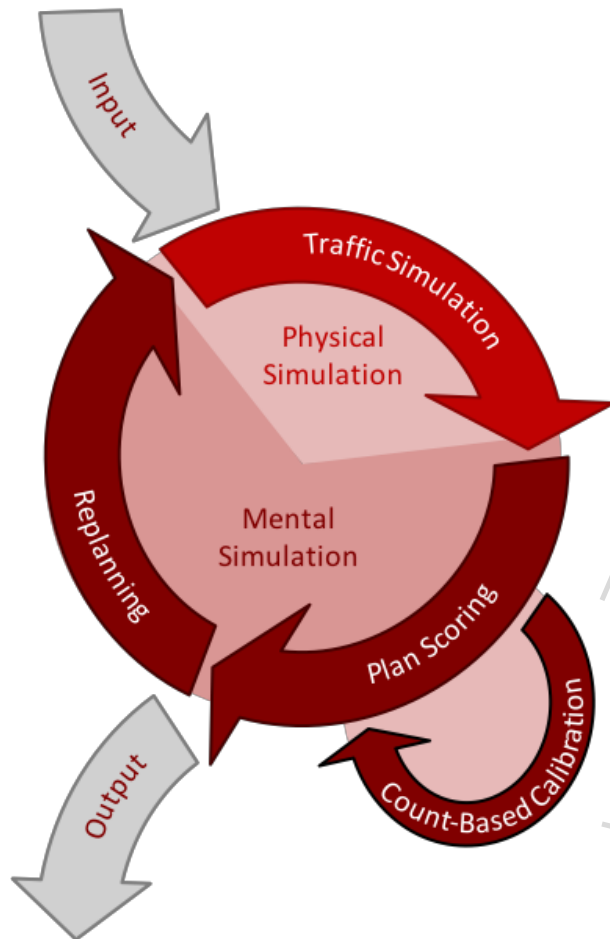 Input
Traffic Simulation
Physical
Simulation
Mental
Simulation
Replanning
Plan Scoring
Count-Based Calibration
Output